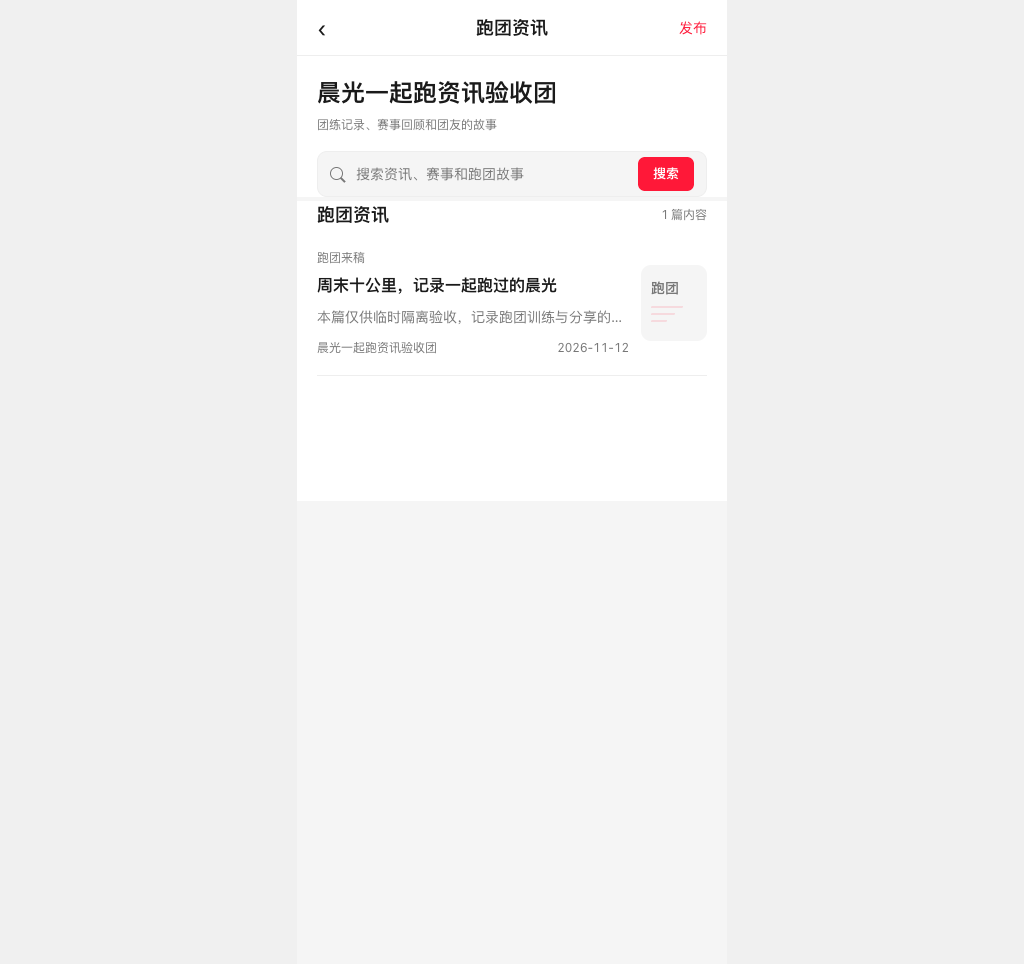 ‹ 跑团资讯 发布
晨光一起跑资讯验收团
团练记录、赛事回顾和团友的故事
搜索资讯、赛事和跑团故事 搜索
跑团资讯 1 篇内容
跑团来稿
周末十公里，记录一起跑过的晨光
跑团
本篇仅供临时隔离验收，记录跑团训练与分享的...
晨光一起跑资讯验收团 2026-11-12